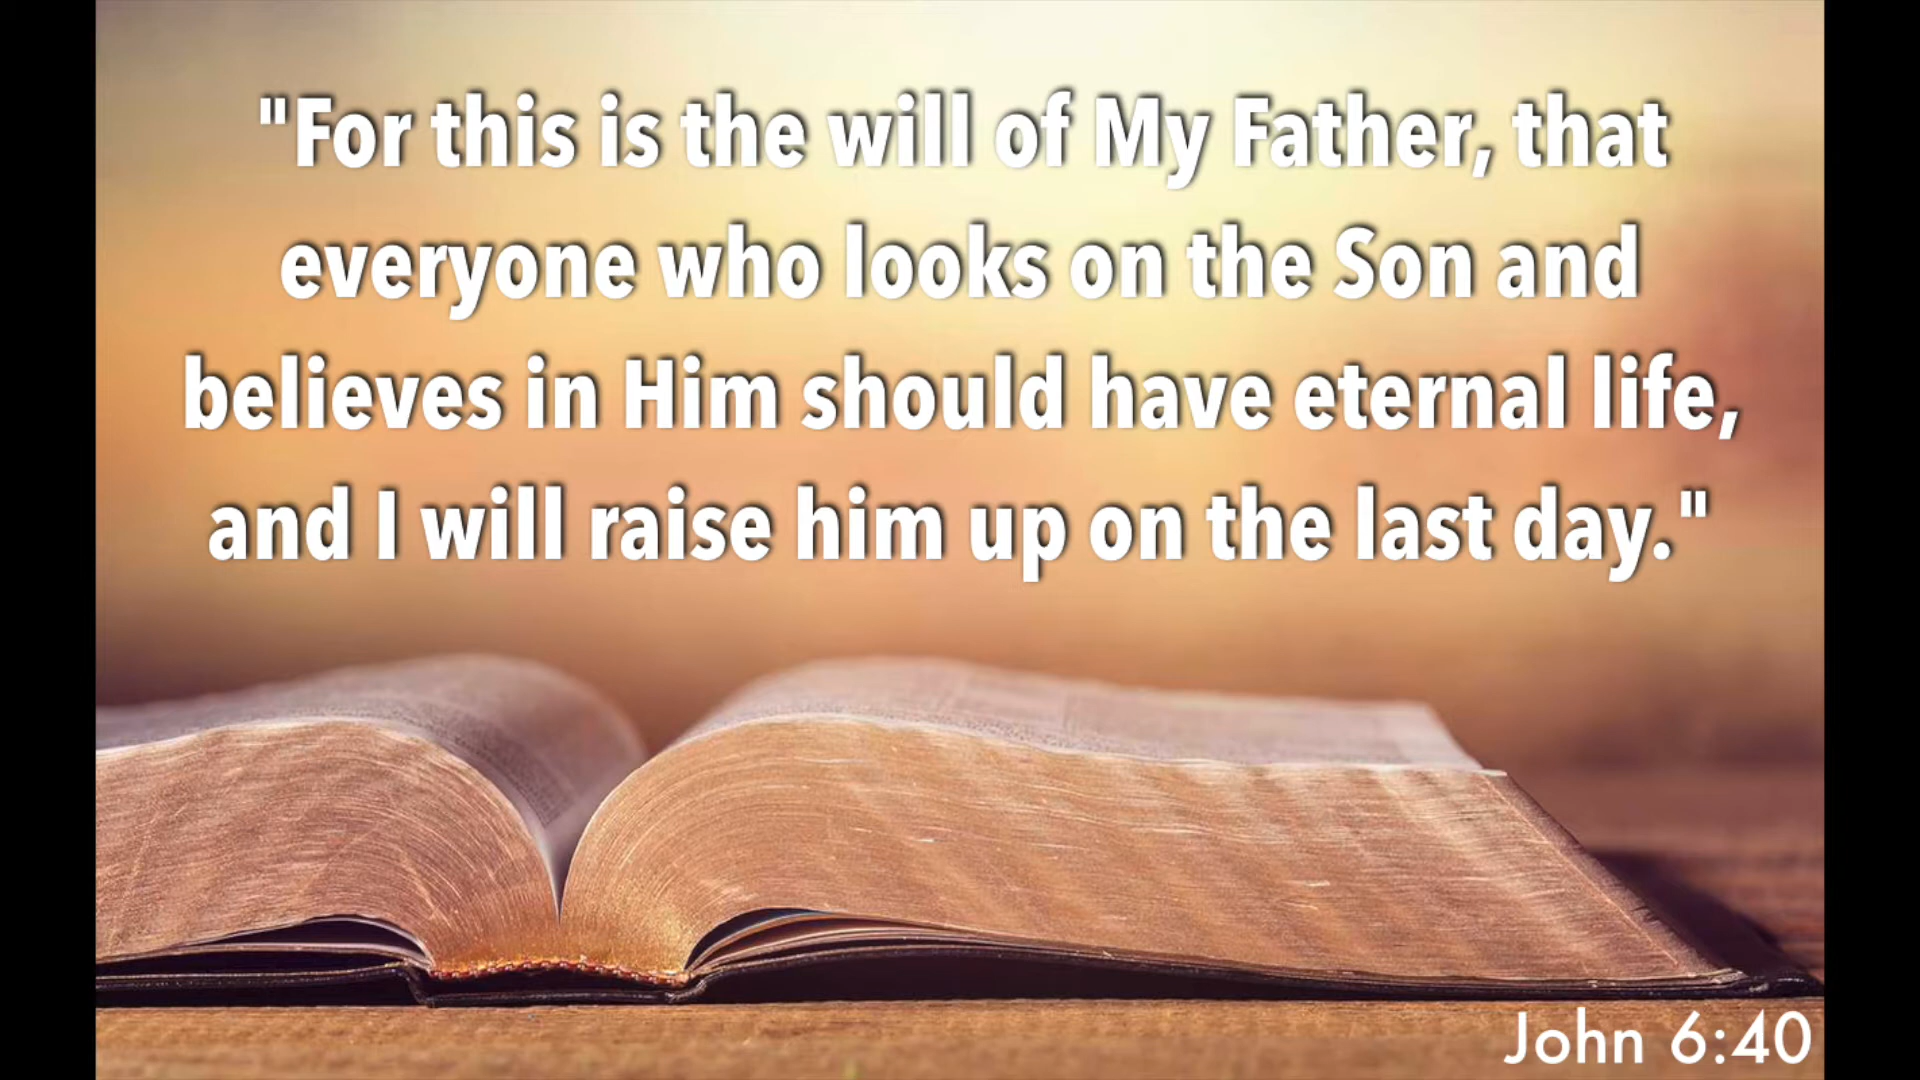 "For this is the will of My Father, that
everyone who looks on the Son and
believes in Him should have eternal life,
and I will raise him up on the last day."
John 6:40